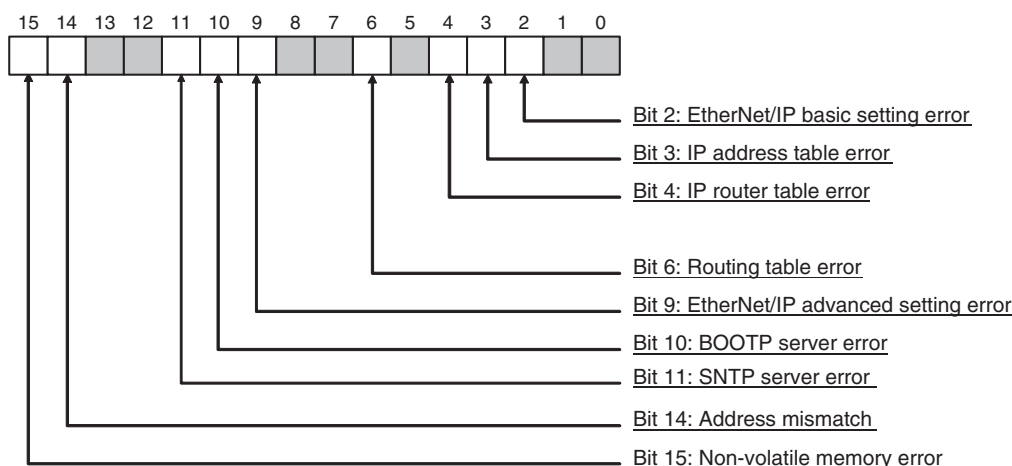 15 14 13 12 11 10 9 8 7 6 5 4 3 2 1 0
Bit 2: EtherNet/IP basic setting error
Bit 3: IP address table error
Bit 4: IP router table error
Bit 6: Routing table error
Bit 9: EtherNet/IP advanced setting error
Bit 10: BOOTP server error
Bit 11: SNTP server error
Bit 14: Address mismatch
Bit 15: Non-volatile memory error